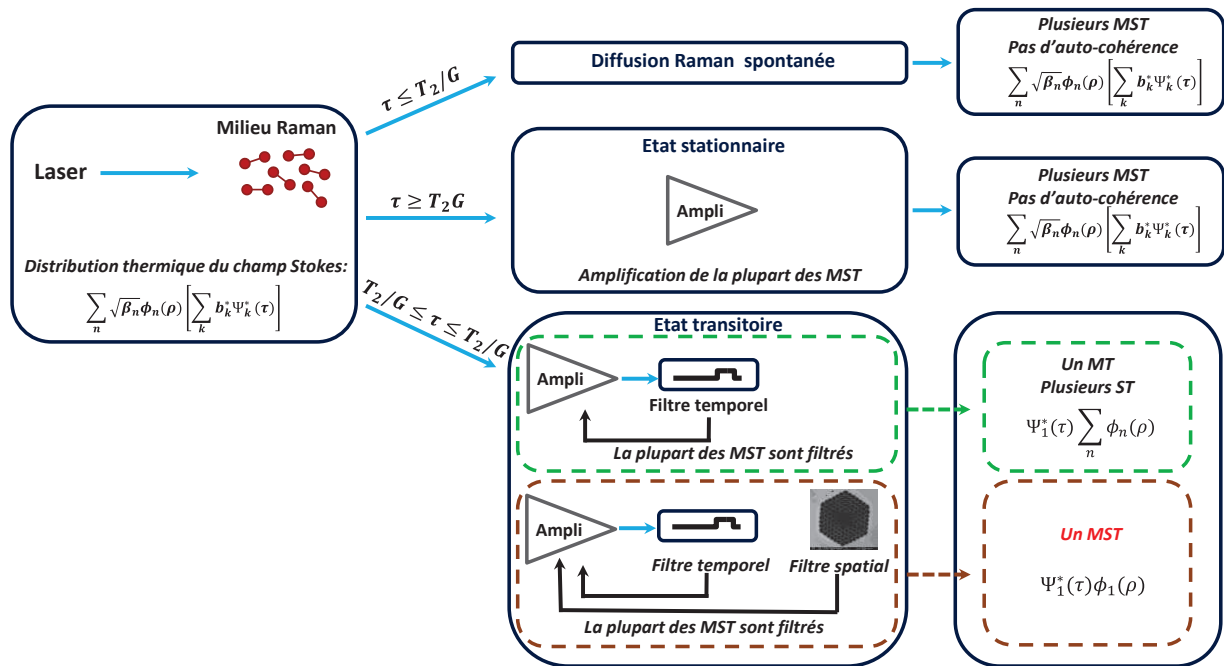 Laser
Milieu Raman
Distribution thermique du champ Stokes:
∑ₙ √βₙ ϕₙ(ρ) [∑ₖ bₖ* Ψₖ*(τ)]
τ ≤ T₂/G
Diffusion Raman spontanée
Plusieurs MST
Pas d'auto-cohérence
∑ₙ √βₙ ϕₙ(ρ) [∑ₖ bₖ* Ψₖ*(τ)]
τ ≥ T₂G
Etat stationnaire
Ampli
Amplification de la plupart des MST
Plusieurs MST
Pas d'auto-cohérence
∑ₙ √βₙ ϕₙ(ρ) [∑ₖ bₖ* Ψₖ*(τ)]
T₂/G ≤ τ ≤ T₂/G
Etat transitoire
Ampli
Filtre temporel
La plupart des MST sont filtrés
Un MT
Plusieurs ST
Ψ₁*(τ) ∑ₙ ϕₙ(ρ)
Ampli
Filtre temporel
Filtre spatial
La plupart des MST sont filtrés
Un MST
Ψ₁*(τ)ϕ₁(ρ)